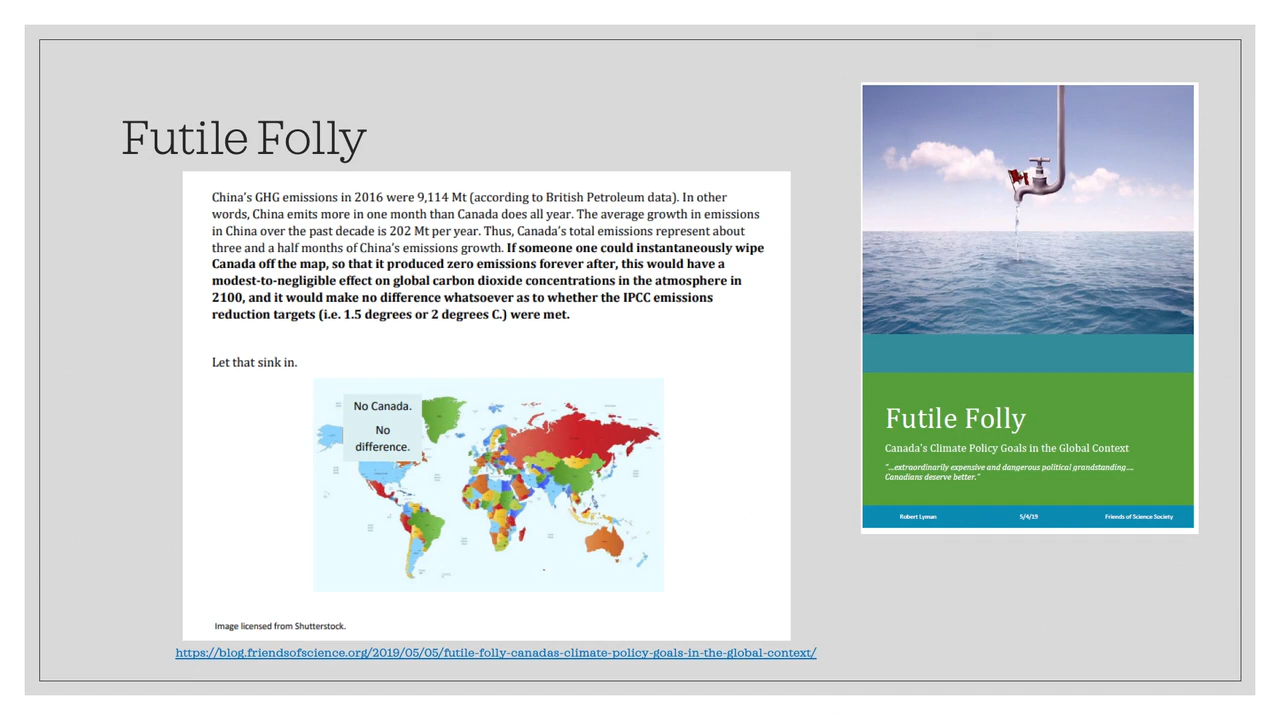 Futile Folly
China's GHG emissions in 2016 were 9,114 Mt (according to British Petroleum data). In other
words, China emits more in one month than Canada does all year. The average growth in emissions
in China over the past decade is 202 Mt per year. Thus, Canada's total emissions represent about
three and a half months of China's emissions growth. If someone one could instantaneously wipe
Canada off the map, so that it produced zero emissions forever after, this would have a
modest-to-negligible effect on global carbon dioxide concentrations in the atmosphere in
2100, and it would make no difference whatsoever as to whether the IPCC emissions
reduction targets (i.e. 1.5 degrees or 2 degrees C.) were met.
Let that sink in.
No Canada.
No
difference.
Image licensed from Shutterstock.
https://blog.friendsofscience.org/2019/05/05/futile-folly-canadas-climate-policy-goals-in-the-global-context/
Futile Folly
Canada's Climate Policy Goals in the Global Context
"...extraordinarily expensive and dangerous political grandstanding....
Canadians deserve better."
Robert Lyman 5/4/19 Friends of Science Society